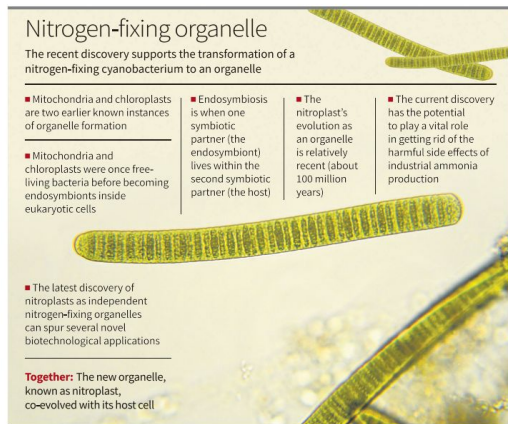 Nitrogen-fixing organelle
The recent discovery supports the transformation of a
nitrogen-fixing cyanobacterium to an organelle
■ Mitochondria and chloroplasts
are two earlier known instances
of organelle formation
■ Mitochondria and
chloroplasts were once free-
living bacteria before becoming
endosymbionts inside
eukaryotic cells
■ Endosymbiosis
is when one
symbiotic
partner (the
endosymbiont)
lives within the
second symbiotic
partner (the host)
■ The
nitroplast's
evolution as
an organelle
is relatively
recent (about
100 million
years)
■ The current discovery
has the potential
to play a vital role
in getting rid of the
harmful side effects of
industrial ammonia
production
■ The latest discovery of
nitroplasts as independent
nitrogen-fixing organelles
can spur several novel
biotechnological applications
Together: The new organelle,
known as nitroplast,
co-evolved with its host cell